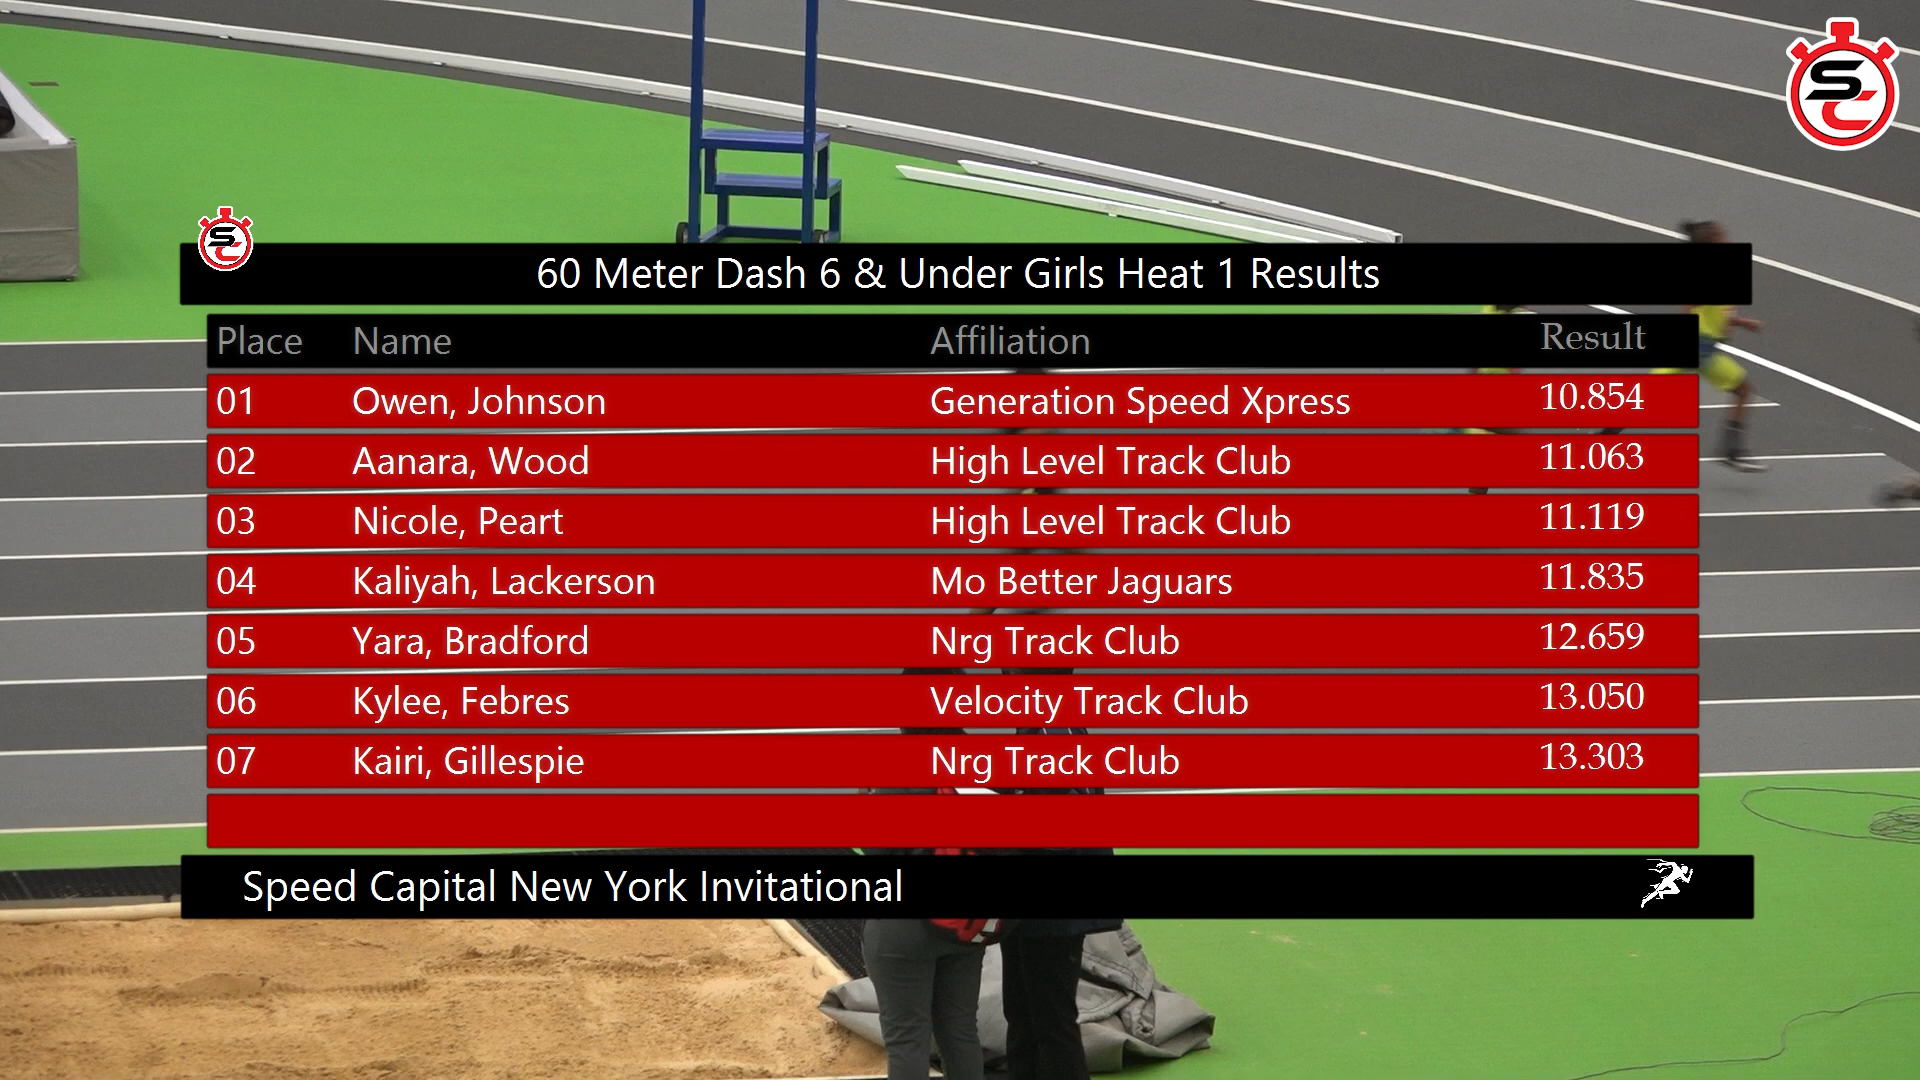 SC
SC
60 Meter Dash 6 & Under Girls Heat 1 Results
Place Name Affiliation Result
01 Owen, Johnson Generation Speed Xpress 10.854
02 Aanara, Wood High Level Track Club 11.063
03 Nicole, Peart High Level Track Club 11.119
04 Kaliyah, Lackerson Mo Better Jaguars 11.835
05 Yara, Bradford Nrg Track Club 12.659
06 Kylee, Febres Velocity Track Club 13.050
07 Kairi, Gillespie Nrg Track Club 13.303
Speed Capital New York Invitational